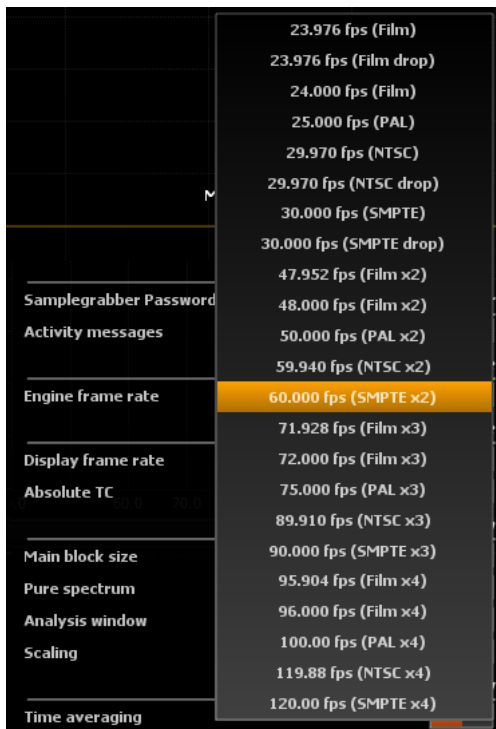 23.976 fps (Film)
23.976 fps (Film drop)
24.000 fps (Film)
25.000 fps (PAL)
29.970 fps (NTSC)
29.970 fps (NTSC drop)
M
30.000 fps (SMPTE)
30.000 fps (SMPTE drop)
47.952 fps (Film x2)
Samplegrabber Password
48.000 fps (Film x2)
Activity messages
50.000 fps (PAL x2)
59.940 fps (NTSC x2)
Engine frame rate
60.000 fps (SMPTE x2)
71.928 fps (Film x3)
Display frame rate
72.000 fps (Film x3)
Absolute TC
75.000 fps (PAL x3)
60.0 70.0
89.910 fps (NTSC x3)
Main block size
90.000 fps (SMPTE x3)
Pure spectrum
95.904 fps (Film x4)
96.000 fps (Film x4)
Analysis window
100.00 fps (PAL x4)
Scaling
119.88 fps (NTSC x4)
120.00 fps (SMPTE x4)
Time averaging